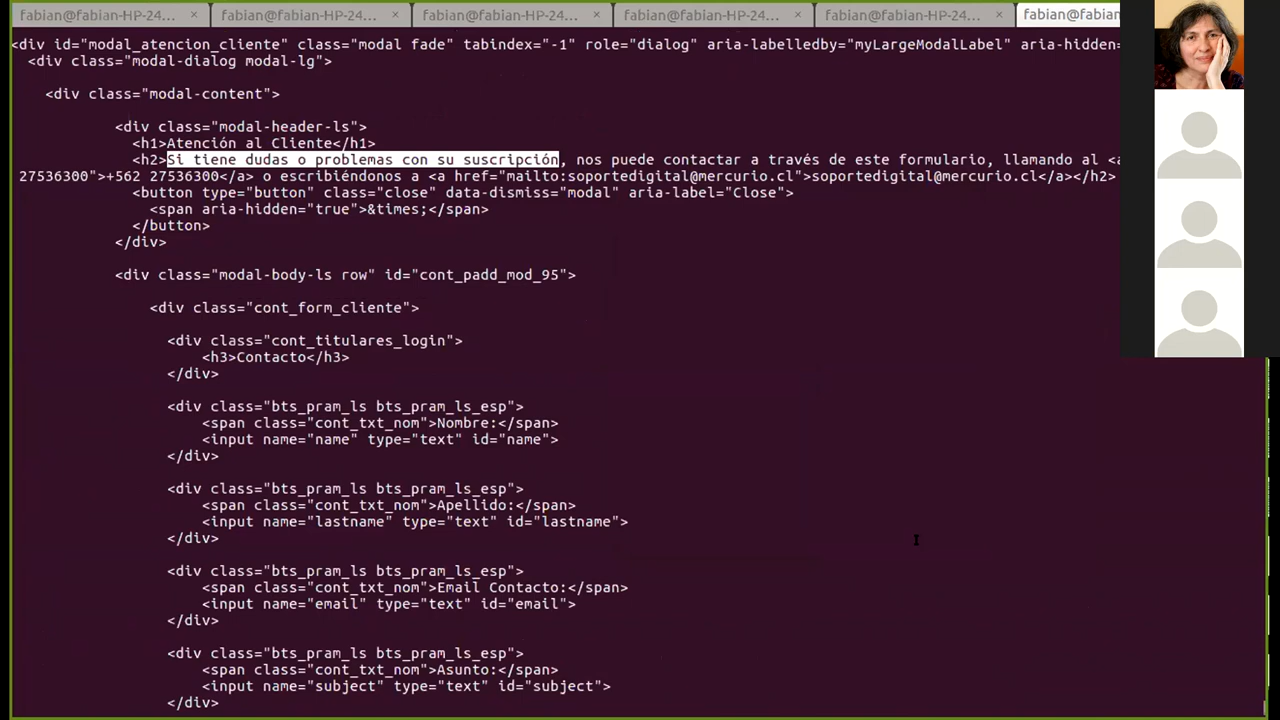 fabian@fabian-HP-24... × fabian@fabian-HP-24... × fabian@fabian-HP-24... × fabian@fabian-HP-24... × fabian@fabian-HP-24... × fabian@fabian
<div id="modal_atencion_cliente" class="modal fade" tabindex="-1" role="dialog" aria-labelledby="myLargeModalLabel" aria-hidden=
<div class="modal-dialog modal-lg">
<div class="modal-content">
<div class="modal-header-ls">
<h1>Atención al Cliente</h1>
<h2>Si tiene dudas o problemas con su suscripción, nos puede contactar a través de este formulario, llamando al <a
27536300">+562 27536300</a> o escribiéndonos a <a href="mailto:soportedigital@mercurio.cl">soportedigital@mercurio.cl</a></h2>
<button type="button" class="close" data-dismiss="modal" aria-label="Close">
<span aria-hidden="true">&times;</span>
</button>
</div>
<div class="modal-body-ls row" id="cont_padd_mod_95">
<div class="cont_form_cliente">
<div class="cont_titulares_login">
<h3>Contacto</h3>
</div>
<div class="bts_pram_ls bts_pram_ls_esp">
<span class="cont_txt_nom">Nombre:</span>
<input name="name" type="text" id="name">
</div>
<div class="bts_pram_ls bts_pram_ls_esp">
<span class="cont_txt_nom">Apellido:</span>
<input name="lastname" type="text" id="lastname">
</div>
<div class="bts_pram_ls bts_pram_ls_esp">
<span class="cont_txt_nom">Email Contacto:</span>
<input name="email" type="text" id="email">
</div>
<div class="bts_pram_ls bts_pram_ls_esp">
<span class="cont_txt_nom">Asunto:</span>
<input name="subject" type="text" id="subject">
</div>